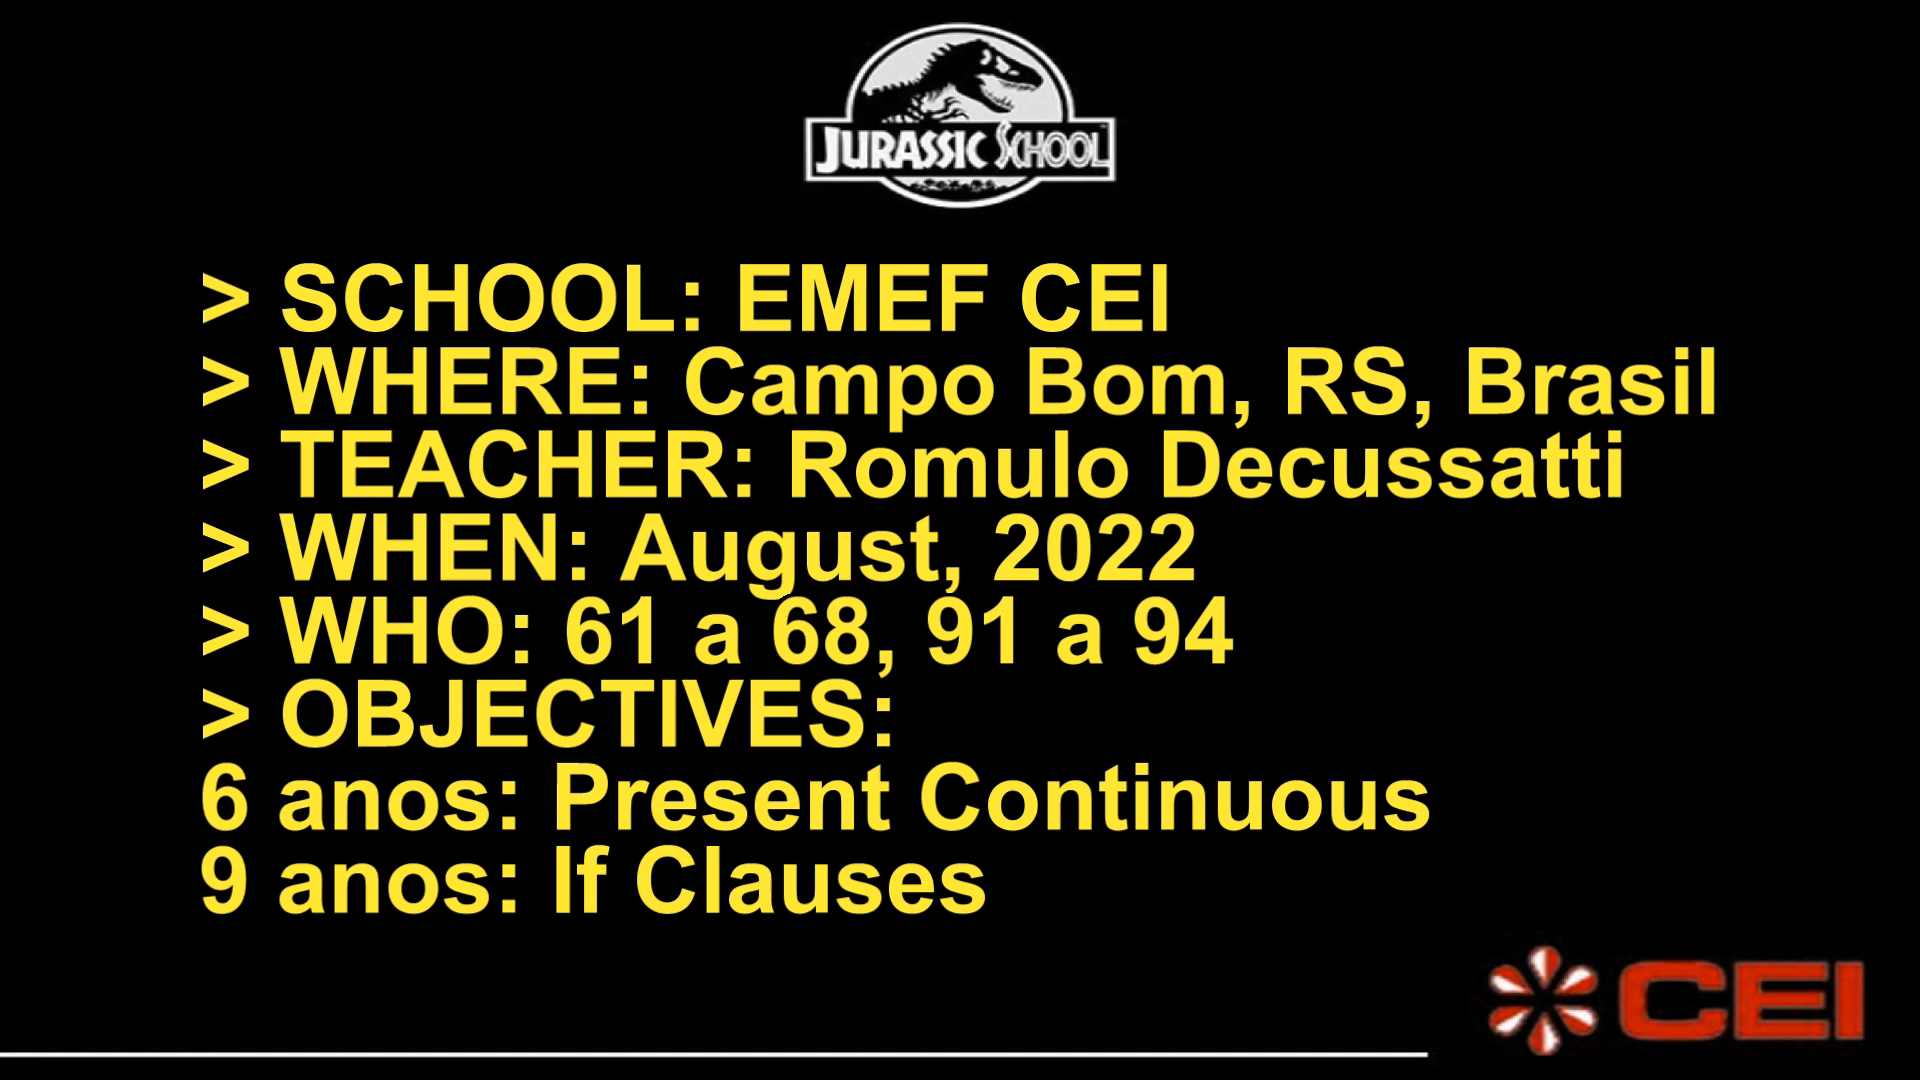 JURASSIC SCHOOL
> SCHOOL: EMEF CEI
> WHERE: Campo Bom, RS, Brasil
> TEACHER: Romulo Decussatti
> WHEN: August, 2022
> WHO: 61 a 68, 91 a 94
> OBJECTIVES:
6 anos: Present Continuous
9 anos: If Clauses
CEI